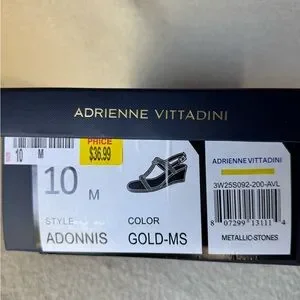 ADRIENNE VITTADINI
PRICE
$36.99
10 M
10 M
STYLE
ADONNIS
COLOR
GOLD-MS
ADRIENNE VITTADINI
3W25S092-200-AVL
8 07299 13111 4
METALLIC-STONES